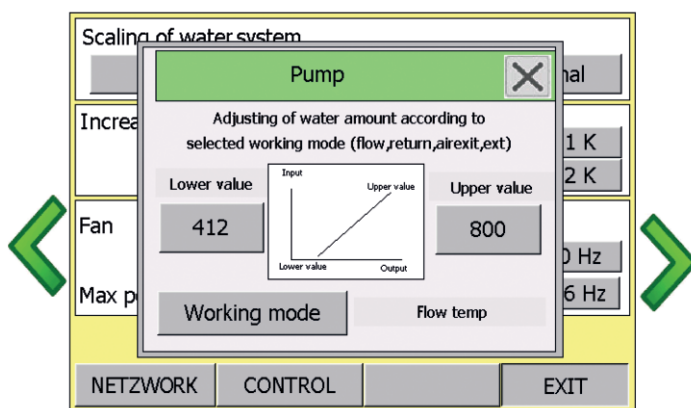 Scaling of water system
Pump
Adjusting of water amount according to
selected working mode (flow,return,airexit,ext)
1 K
2 K
Lower value
Input
Upper value
Upper value
412
800
Lower value
Output
Fan
Hz
Max
6 Hz
Working mode
Flow temp
NETZWORK
CONTROL
EXIT